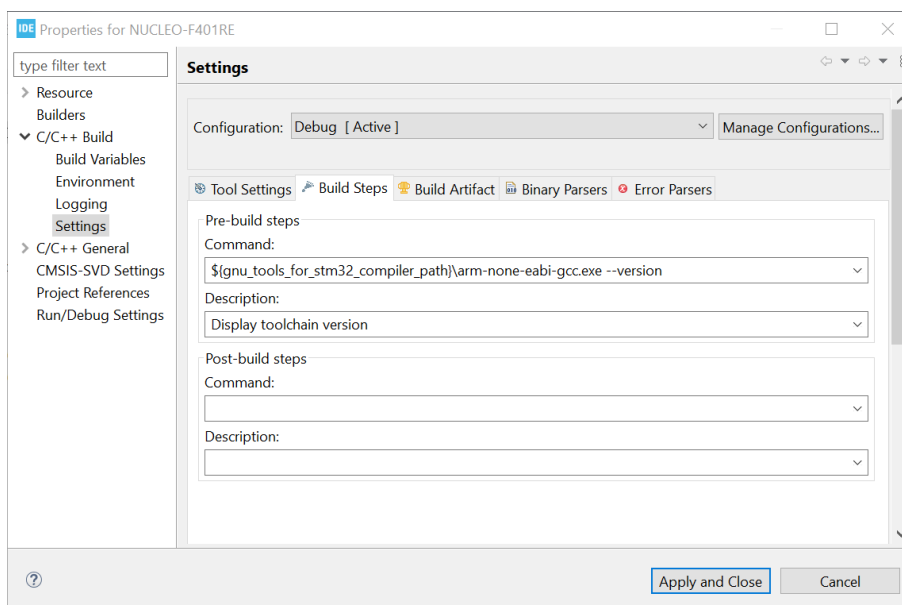 IDE Properties for NUCLEO-F401RE
type filter text
Settings
Resource
Builders
C/C++ Build
Build Variables
Environment
Logging
Settings
C/C++ General
CMSIS-SVD Settings
Project References
Run/Debug Settings
Configuration: Debug [ Active ]
Manage Configurations...
Tool Settings
Build Steps
Build Artifact
Binary Parsers
Error Parsers
Pre-build steps
Command:
${gnu_tools_for_stm32_compiler_path}\arm-none-eabi-gcc.exe --version
Description:
Display toolchain version
Post-build steps
Command:
Description:
?
Apply and Close
Cancel